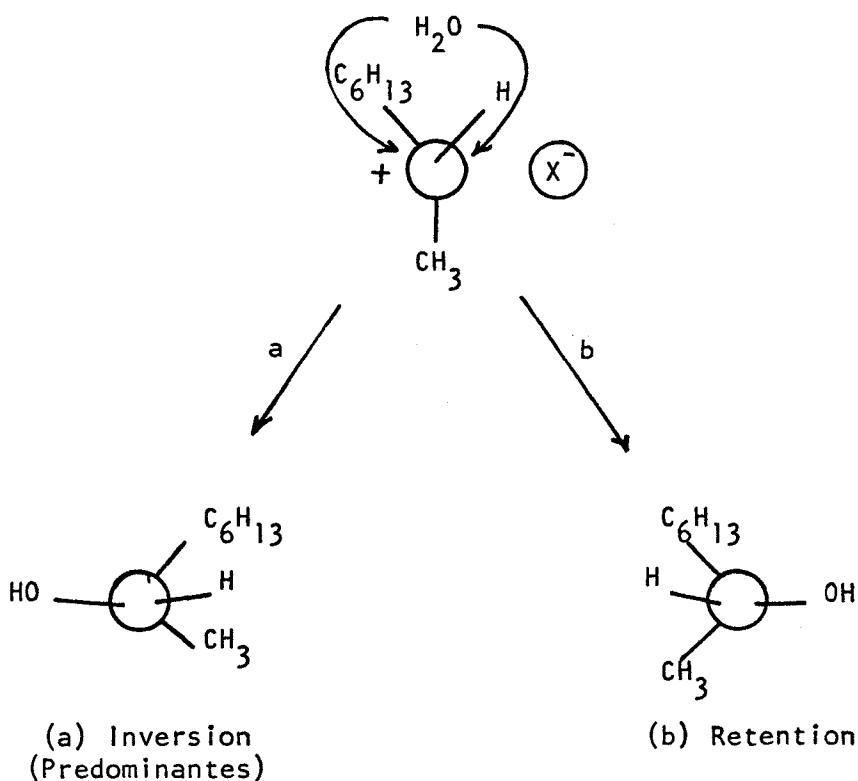 H₂O
C₆H₁₃ H
+ X⁻
CH₃
a b
C₆H₁₃ C₆H₁₃
HO H H OH
CH₃ CH₃
(a) Inversion (b) Retention
(Predominantes)